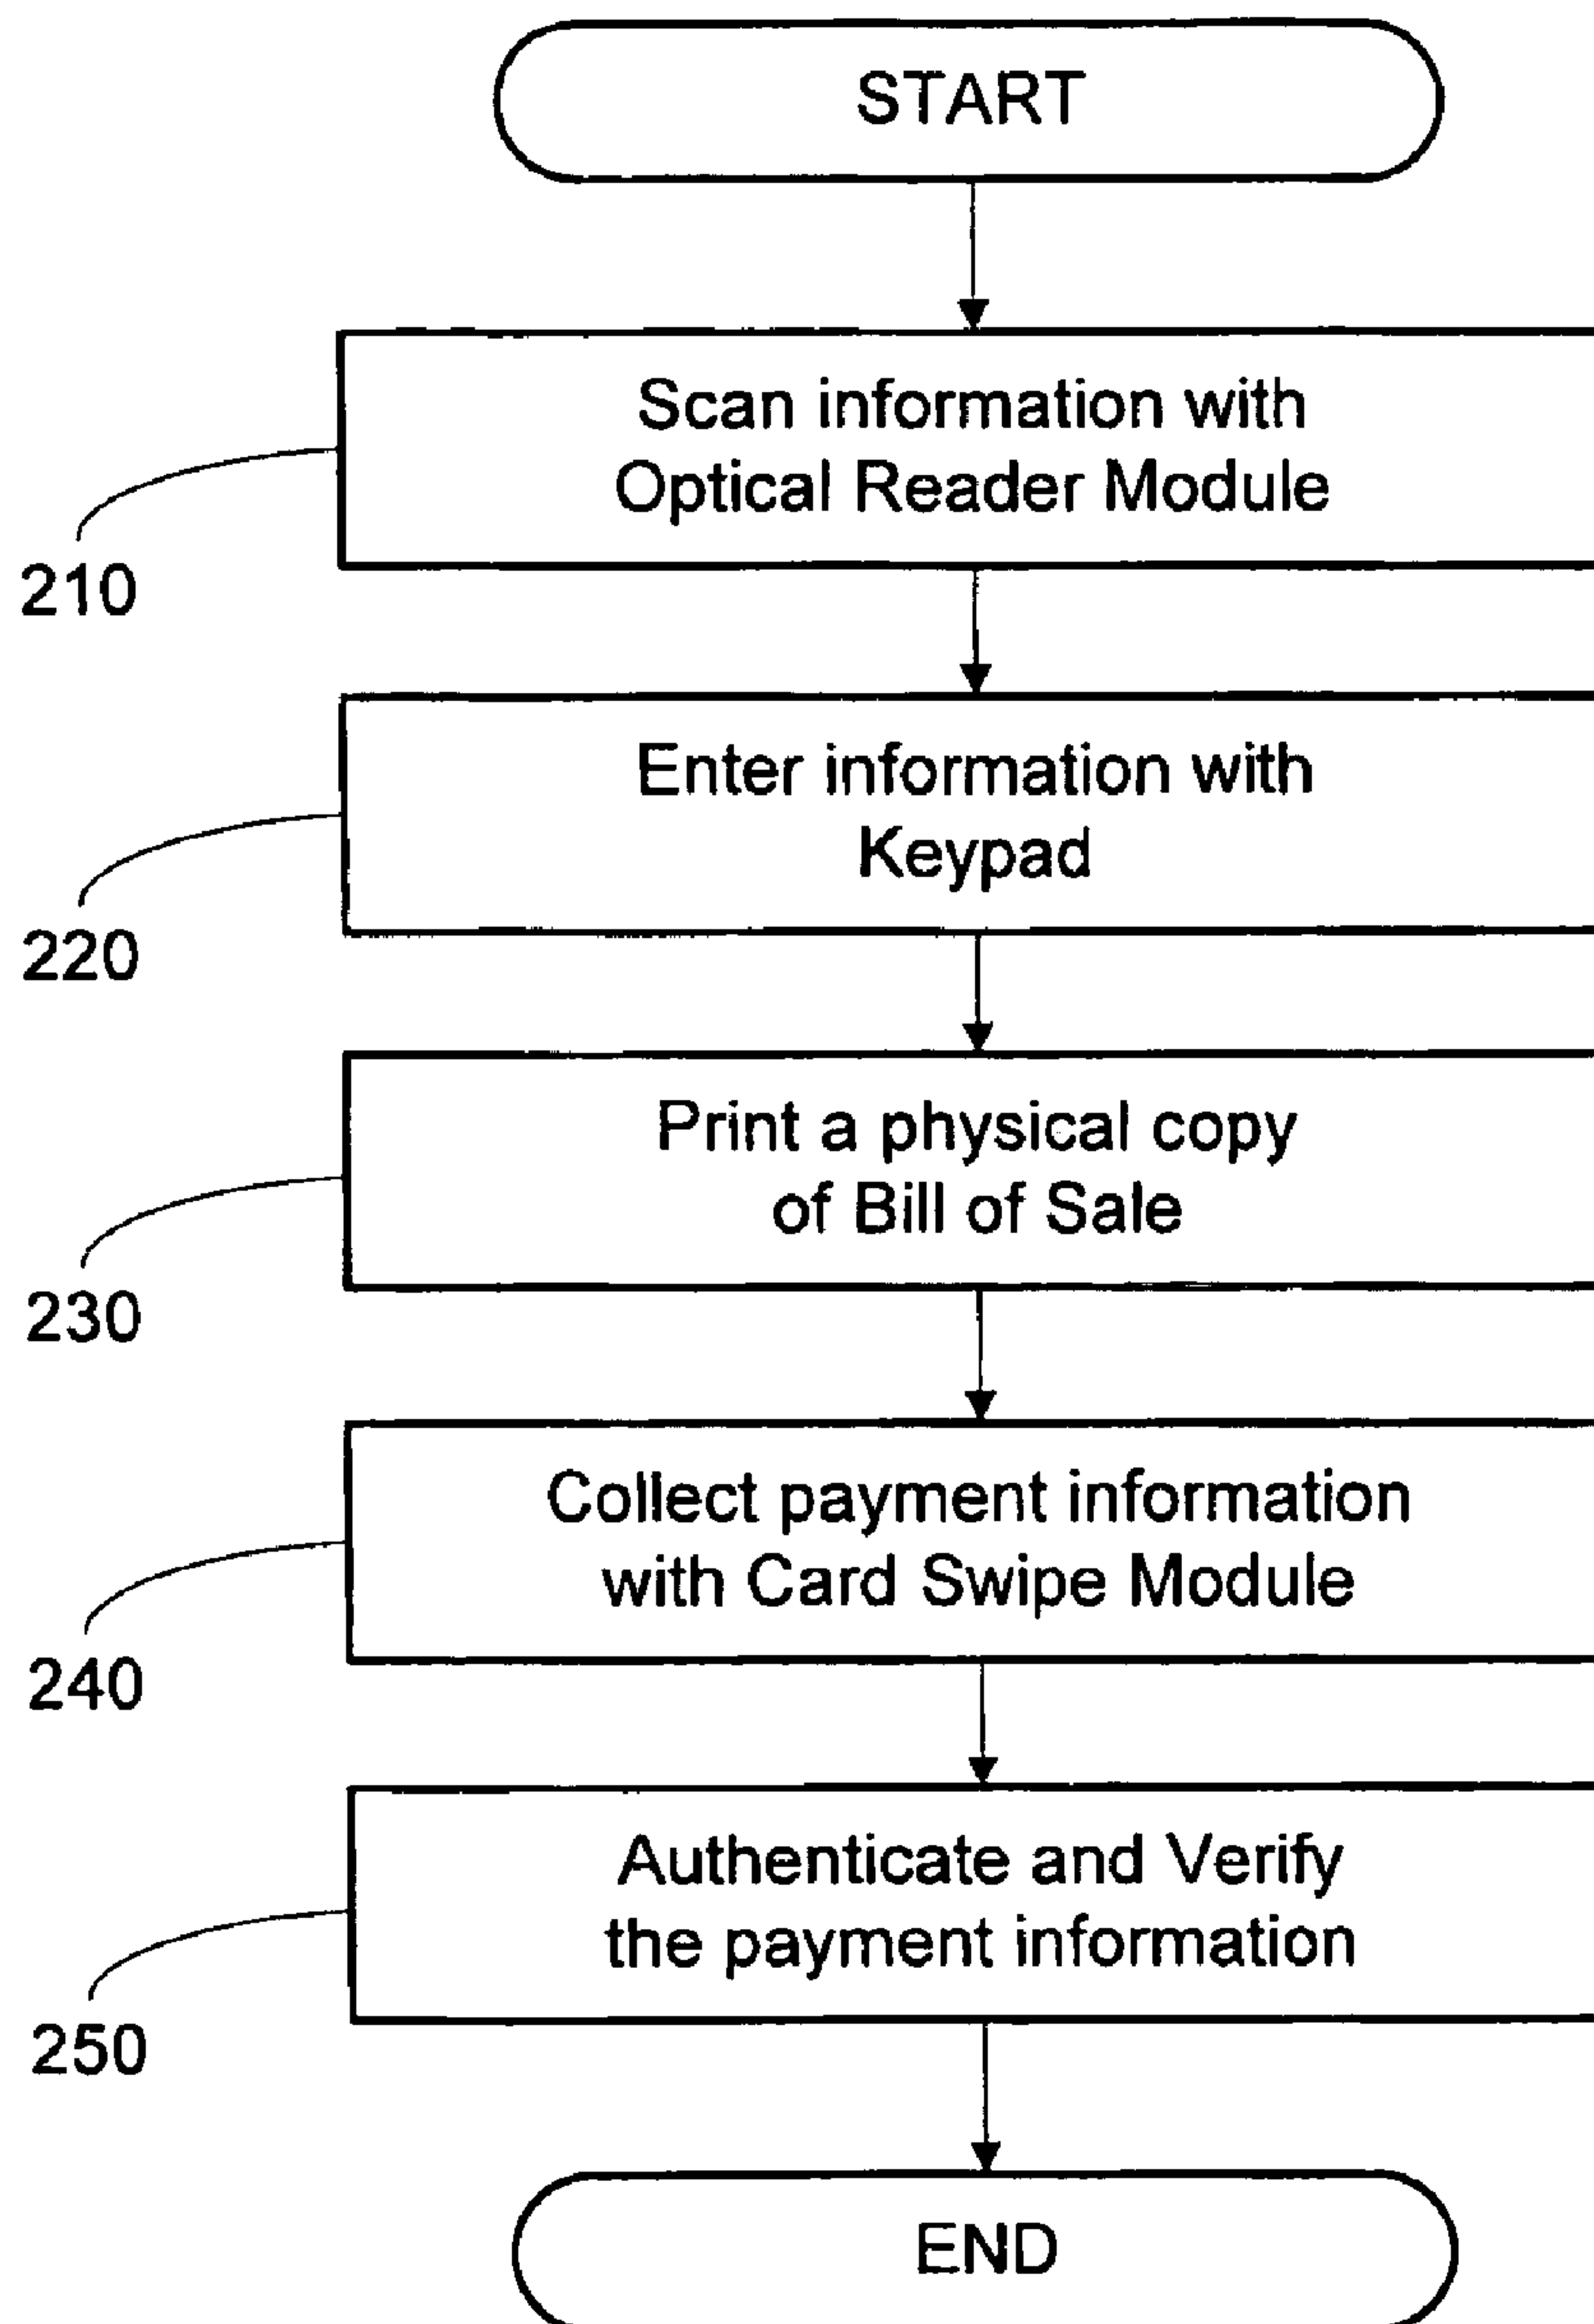 START
Scan information with
Optical Reader Module
210
Enter information with
Keypad
220
Print a physical copy
of Bill of Sale
230
Collect payment information
with Card Swipe Module
240
Authenticate and Verify
the payment information
250
END